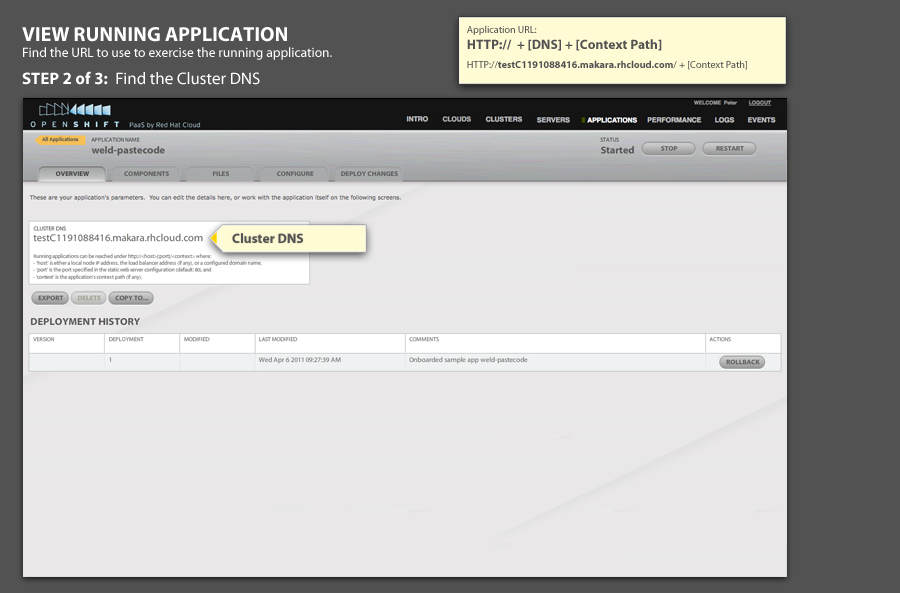 VIEW RUNNING APPLICATION
Find the URL to use to exercise the running application.
STEP 2 of 3: Find the Cluster DNS
Application URL:
HTTP:// + [DNS] + [Context Path]
HTTP://testC1191088416.makara.rhcloud.com/ + [Context Path]
WELCOME Peter LOGOUT
OPENSHIFT PaaS by Red Hat Cloud
INTRO CLOUDS CLUSTERS SERVERS APPLICATIONS PERFORMANCE LOGS EVENTS
All Applications APPLICATION NAME
weld-pastecode
STATUS
Started STOP RESTART
OVERVIEW COMPONENTS FILES CONFIGURE DEPLOY CHANGES
These are your application's parameters. You can edit the details here, or work with the application itself on the following screens.
CLUSTER DNS
testC1191088416.makara.rhcloud.com
Cluster DNS
Running applications can be reached under http://<host>:[port]/<context> where:
- 'host' is either a local node IP address, the load balancer address (if any), or a configured domain name.
- 'port' is the port specified in the static web server configuration (default: 80), and
- 'context' is the application's context path (if any).
EXPORT DELETE COPY TO...
DEPLOYMENT HISTORY
VERSION DEPLOYMENT MODIFIED LAST MODIFIED COMMENTS ACTIONS
1 Wed Apr 6 2011 09:27:39 AM Onboarded sample app weld-pastecode ROLLBACK